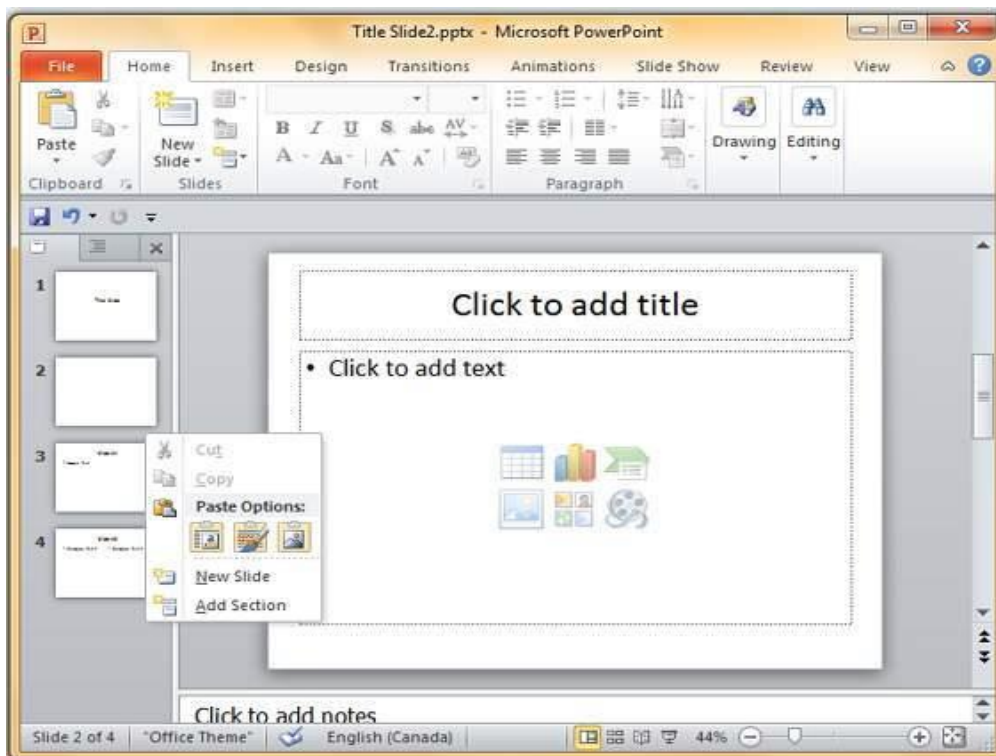 Title Slide2.pptx - Microsoft PowerPoint
File Home Insert Design Transitions Animations Slide Show Review View
Paste
New Slide
B I U S abc AV
A Aa A A
Drawing Editing
Clipboard Slides Font Paragraph
1
2
3
4
Cut
Copy
Paste Options:
New Slide
Add Section
Click to add title
• Click to add text
Click to add notes
Slide 2 of 4 "Office Theme" English (Canada) 44%